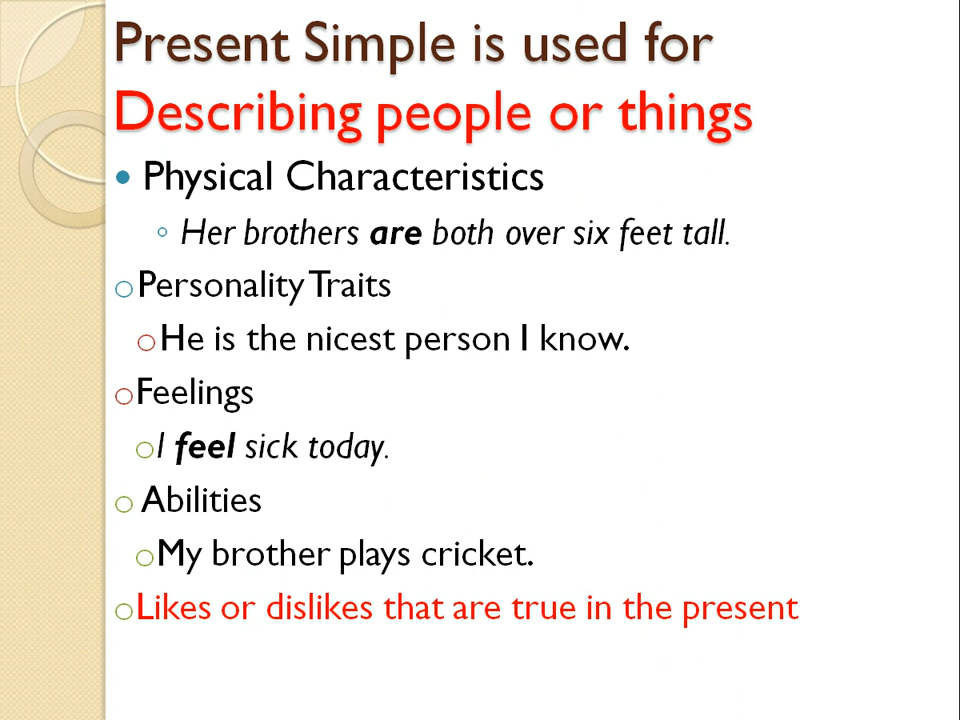 Present Simple is used for
Describing people or things
Physical Characteristics
Her brothers are both over six feet tall.
Personality Traits
He is the nicest person I know.
Feelings
I feel sick today.
Abilities
My brother plays cricket.
Likes or dislikes that are true in the present